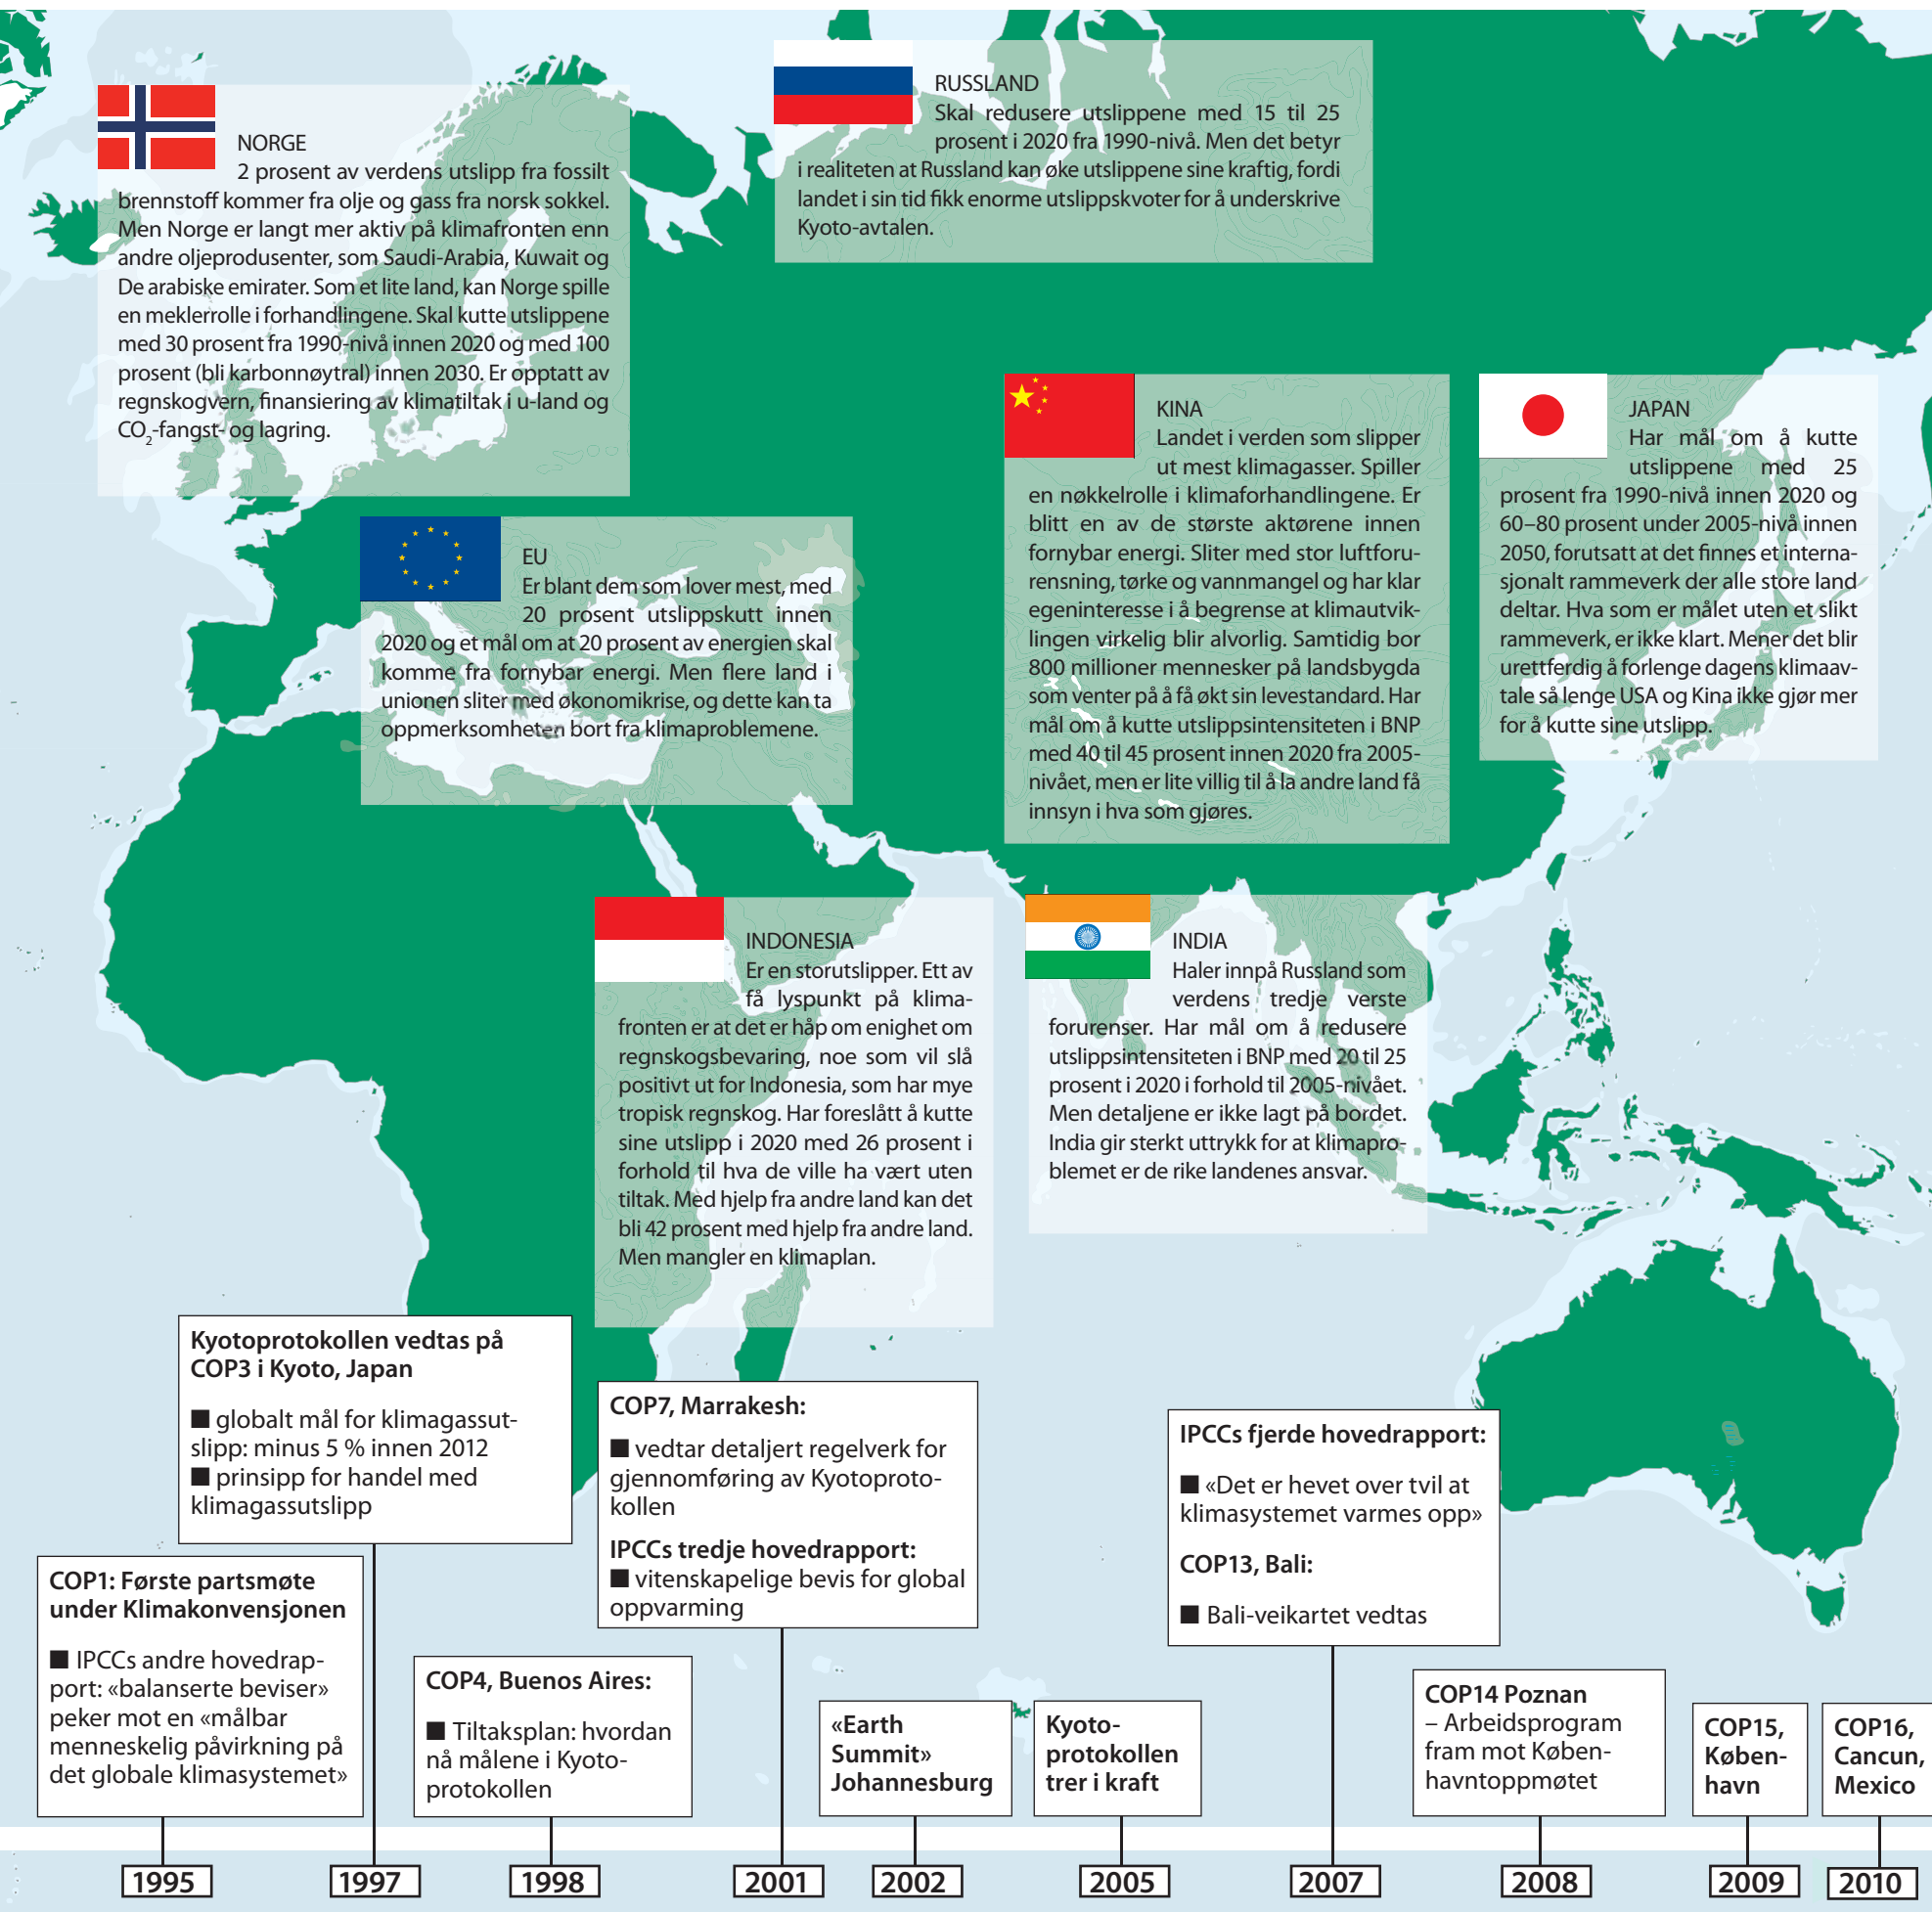 NORGE
2 prosent av verdens utslipp fra fossilt
brennstoff kommer fra olje og gass fra norsk sokkel.
Men Norge er langt mer aktiv på klimafronten enn
andre oljeprodusenter, som Saudi-Arabia, Kuwait og
De arabiske emirater. Som et lite land, kan Norge spille
en meklerrolle i forhandlingene. Skal kutte utslippene
med 30 prosent fra 1990-nivå innen 2020 og med 100
prosent (bli karbonnøytral) innen 2030. Er opptatt av
regnskogvern, finansiering av klimatiltak i u-land og
CO₂-fangst- og lagring.
RUSSLAND
Skal redusere utslippene med 15 til 25
prosent i 2020 fra 1990-nivå. Men det betyr
i realiteten at Russland kan øke utslippene sine kraftig, fordi
landet i sin tid fikk enorme utslippskvoter for å underskrive
Kyoto-avtalen.
EU
Er blant dem som lover mest, med
20 prosent utslippskutt innen
2020 og et mål om at 20 prosent av energien skal
komme fra fornybar energi. Men flere land i
unionen sliter med økonomikrise, og dette kan ta
oppmerksomheten bort fra klimaproblemene.
KINA
Landet i verden som slipper
ut mest klimagasser. Spiller
en nøkkelrolle i klimaforhandlingene. Er
blitt en av de største aktørene innen
fornybar energi. Sliter med stor luftforu-
rensning, tørke og vannmangel og har klar
egeninteresse i å begrense at klimautvik-
lingen virkelig blir alvorlig. Samtidig bor
800 millioner mennesker på landsbygda
som venter på å få økt sin levestandard. Har
mål om å kutte utslippsintensiteten i BNP
med 40 til 45 prosent innen 2020 fra 2005-
nivået, men er lite villig til å la andre land få
innsyn i hva som gjøres.
JAPAN
Har mål om å kutte
utslippene med 25
prosent fra 1990-nivå innen 2020 og
60–80 prosent under 2005-nivå innen
2050, forutsatt at det finnes et interna-
sjonalt rammeverk der alle store land
deltar. Hva som er målet uten et slikt
rammeverk, er ikke klart. Mener det blir
urettferdig å forlenge dagens klimaav-
tale så lenge USA og Kina ikke gjør mer
for å kutte sine utslipp.
INDONESIA
Er en storutslipper. Ett av
få lyspunkt på klima-
fronten er at det er håp om enighet om
regnskogsbevaring, noe som vil slå
positivt ut for Indonesia, som har mye
tropisk regnskog. Har foreslått å kutte
sine utslipp i 2020 med 26 prosent i
forhold til hva de ville ha vært uten
tiltak. Med hjelp fra andre land kan det
bli 42 prosent med hjelp fra andre land.
Men mangler en klimaplan.
INDIA
Haler innpå Russland som
verdens tredje verste
forurenser. Har mål om å redusere
utslippsintensiteten i BNP med 20 til 25
prosent i 2020 i forhold til 2005-nivået.
Men detaljene er ikke lagt på bordet.
India gir sterkt uttrykk for at klimapro-
blemet er de rike landenes ansvar.
COP1: Første partsmøte
under Klimakonvensjonen
■ IPCCs andre hovedrap-
port: «balanserte beviser»
peker mot en «målbar
menneskelig påvirkning på
det globale klimasystemet»
1995
Kyotoprotokollen vedtas på
COP3 i Kyoto, Japan
■ globalt mål for klimagassut-
slipp: minus 5 % innen 2012
■ prinsipp for handel med
klimagassutslipp
1997
COP4, Buenos Aires:
■ Tiltaksplan: hvordan
nå målene i Kyoto-
protokollen
1998
COP7, Marrakesh:
■ vedtar detaljert regelverk for
gjennomføring av Kyotoproto-
kollen
IPCCs tredje hovedrapport:
■ vitenskapelige bevis for global
oppvarming
2001
«Earth
Summit»
Johannesburg
2002
Kyoto-
protokollen
trer i kraft
2005
IPCCs fjerde hovedrapport:
■ «Det er hevet over tvil at
klimasystemet varmes opp»
COP13, Bali:
■ Bali-veikartet vedtas
2007
COP14 Poznan
– Arbeidsprogram
fram mot Køben-
havntoppmøtet
2008
COP15,
Køben-
havn
2009
COP16,
Cancun,
Mexico
2010